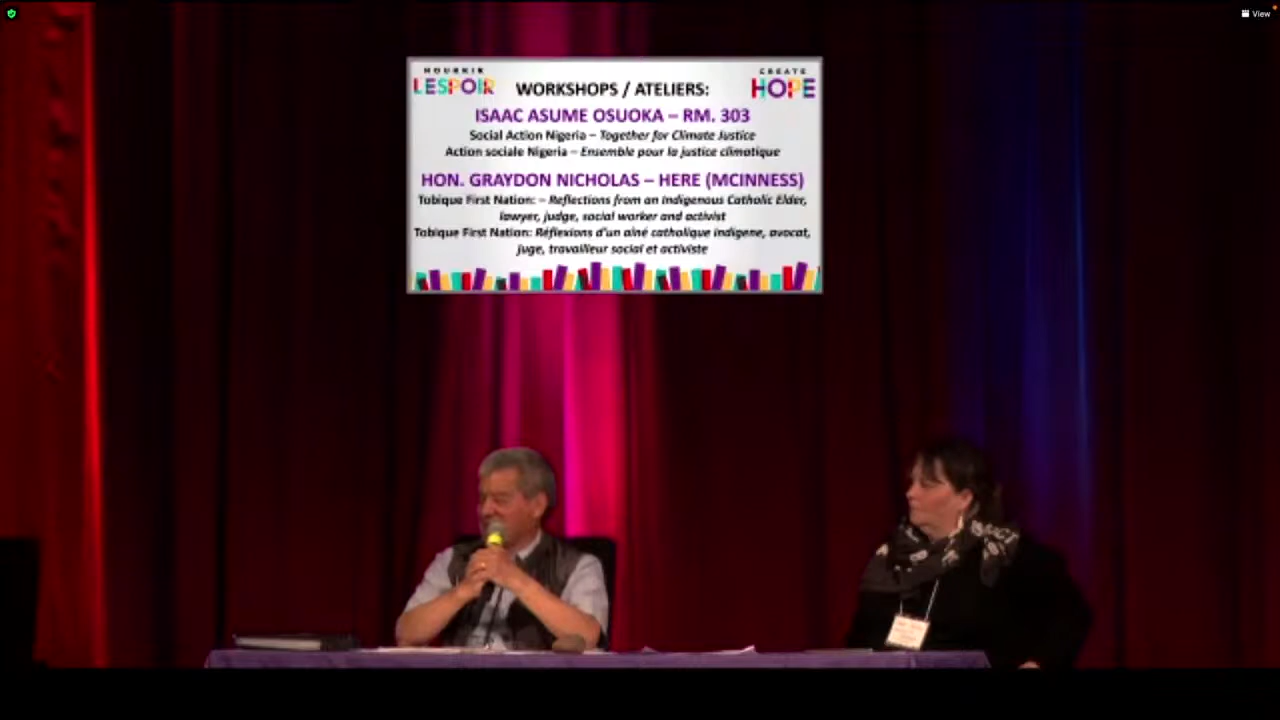 View
NOURRIR
L'ESPOIR
WORKSHOPS / ATELIERS:
CREATE
HOPE
ISAAC ASUME OSUOKA – RM. 303
Social Action Nigeria – Together for Climate Justice
Action sociale Nigeria – Ensemble pour la justice climatique
HON. GRAYDON NICHOLAS – HERE (MCINNESS)
Tobique First Nation: – Reflections from an Indigenous Catholic Elder,
lawyer, judge, social worker and activist
Tobique First Nation: Réflexions d'un aîné catholique indigene, avocat,
juge, travailleur social et activiste